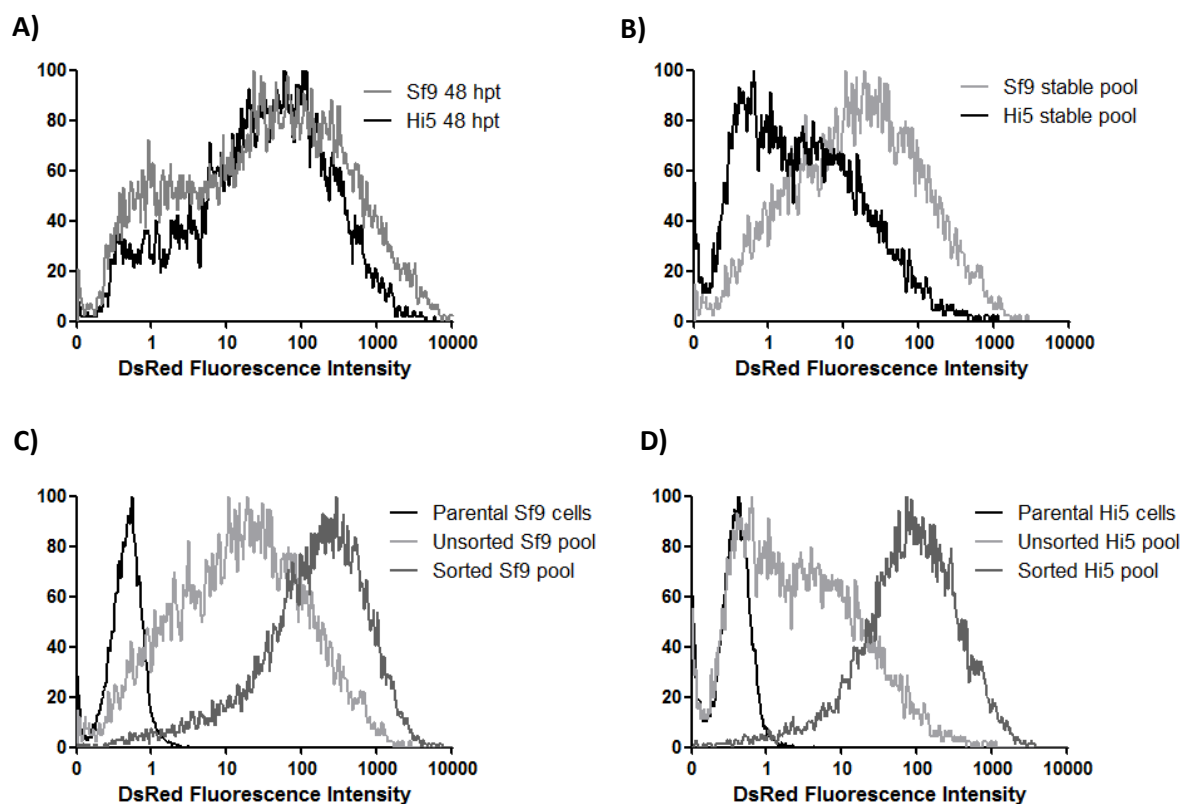 A)
Sf9 48 hpt
Hi5 48 hpt
100
80
60
40
20
0
0 1 10 100 1000 10000
DsRed Fluorescence Intensity
B)
Sf9 stable pool
Hi5 stable pool
100
80
60
40
20
0
0 1 10 100 1000 10000
DsRed Fluorescence Intensity
C)
Parental Sf9 cells
Unsorted Sf9 pool
Sorted Sf9 pool
100
80
60
40
20
0
0 1 10 100 1000 10000
DsRed Fluorescence Intensity
D)
Parental Hi5 cells
Unsorted Hi5 pool
Sorted Hi5 pool
100
80
60
40
20
0
0 1 10 100 1000 10000
DsRed Fluorescence Intensity